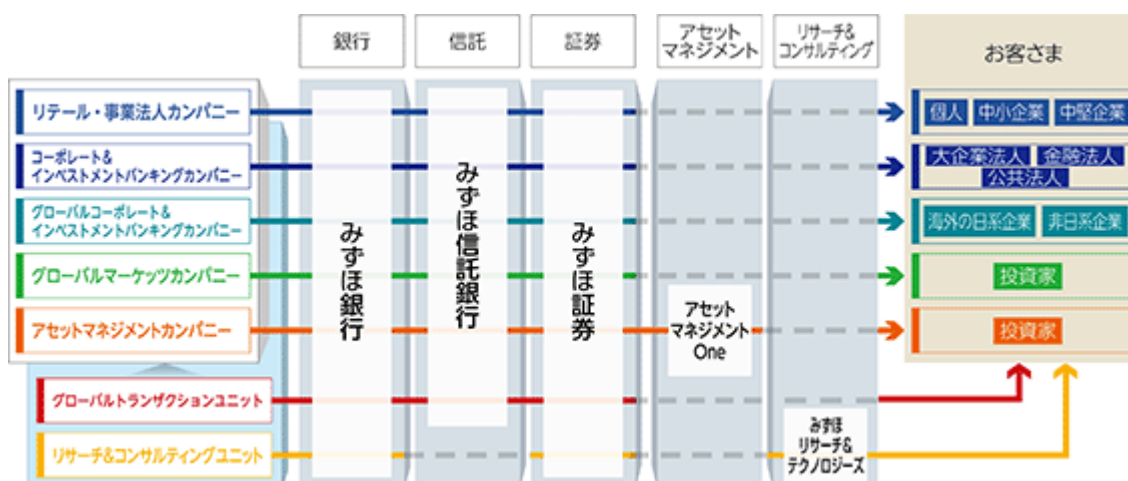 銀行
信託
証券
アセット
マネジメント
リサーチ&
コンサルティング
お客さま
リテール・事業法人カンパニー
個人 中小企業 中堅企業
コーポレート&
インベストメントバンキングカンパニー
大企業法人 金融法人
公共法人
グローバルコーポレート&
インベストメントバンキングカンパニー
海外の日系企業 非日系企業
グローバルマーケッツカンパニー
投資家
アセットマネジメントカンパニー
投資家
グローバルトランザクションユニット
リサーチ&コンサルティングユニット
みずほ銀行
みずほ信託銀行
みずほ証券
アセット
マネジメント
One
みずほ
リサーチ&
テクノロジーズ